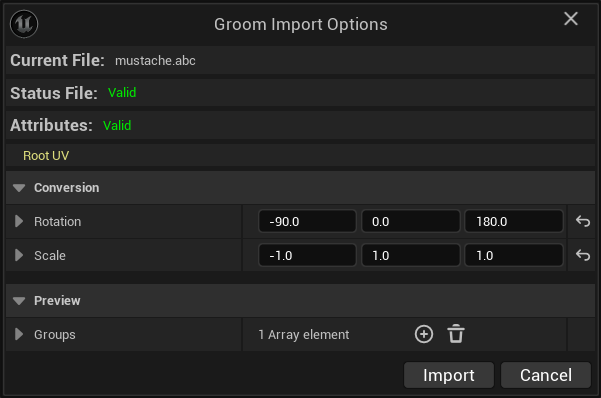 Groom Import Options
Current File: mustache.abc
Status File: Valid
Attributes: Valid
Root UV
Conversion
Rotation -90.0 0.0 180.0
Scale -1.0 1.0 1.0
Preview
Groups 1 Array element
Import Cancel